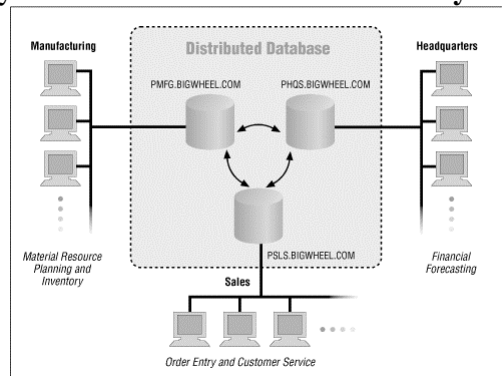 Manufacturing
Distributed Database
Headquarters
PMFG.BIGWHEEL.COM
PHQS.BIGWHEEL.COM
PSLS.BIGWHEEL.COM
Material Resource
Planning and
Inventory
Financial
Forecasting
Sales
Order Entry and Customer Service